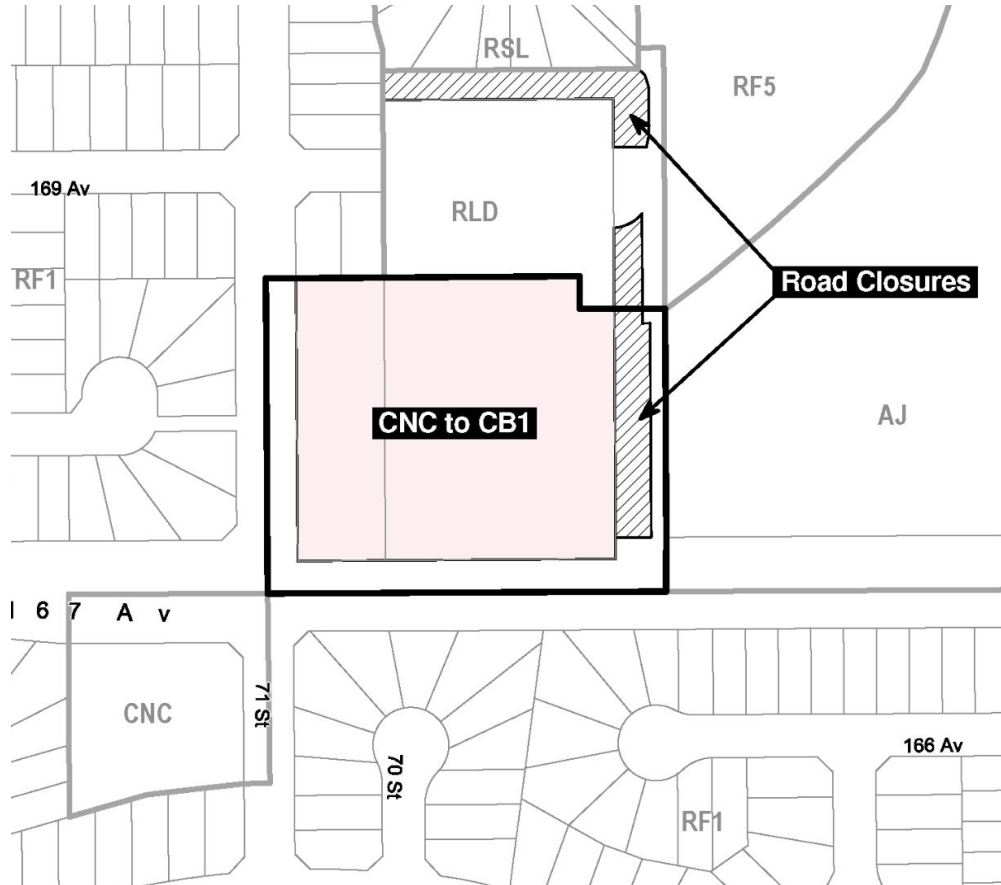 RSL
RF5
169 Av
RLD
RF1
Road Closures
CNC to CB1
AJ
1 6 7 A v
CNC
71 St
70 St
166 Av
RF1